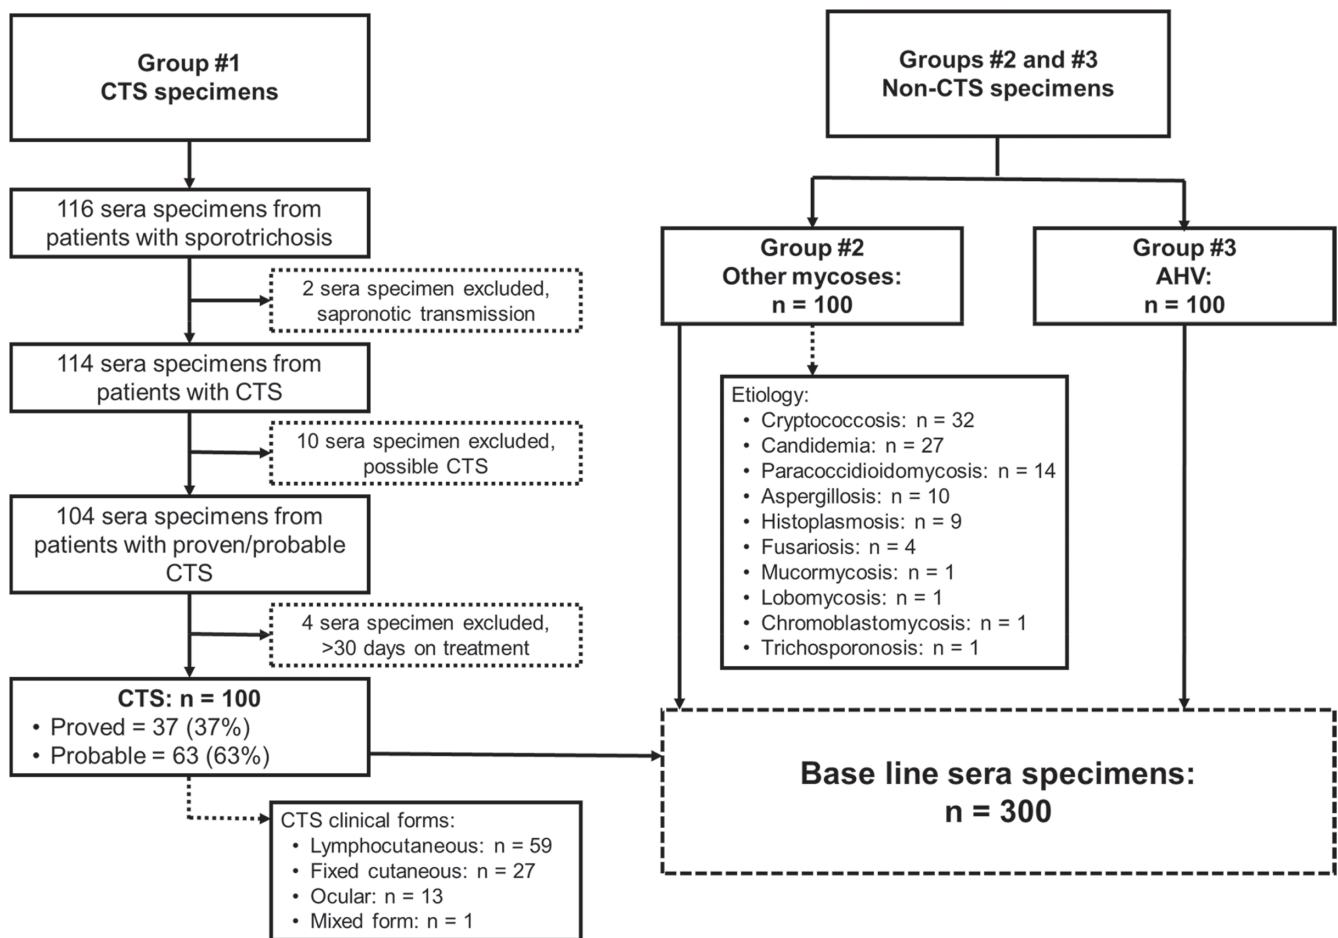 Group #1
CTS specimens
116 sera specimens from
patients with sporotrichosis
2 sera specimen excluded,
sapronotic transmission
114 sera specimens from
patients with CTS
10 sera specimen excluded,
possible CTS
104 sera specimens from
patients with proven/probable
CTS
4 sera specimen excluded,
>30 days on treatment
CTS: n = 100
• Proved = 37 (37%)
• Probable = 63 (63%)
CTS clinical forms:
• Lymphocutaneous: n = 59
• Fixed cutaneous: n = 27
• Ocular: n = 13
• Mixed form: n = 1
Groups #2 and #3
Non-CTS specimens
Group #2
Other mycoses:
n = 100
Group #3
AHV:
n = 100
Etiology:
• Cryptococcosis: n = 32
• Candidemia: n = 27
• Paracoccidioidomycosis: n = 14
• Aspergillosis: n = 10
• Histoplasmosis: n = 9
• Fusariosis: n = 4
• Mucormycosis: n = 1
• Lobomycosis: n = 1
• Chromoblastomycosis: n = 1
• Trichosporonosis: n = 1
Base line sera specimens:
n = 300